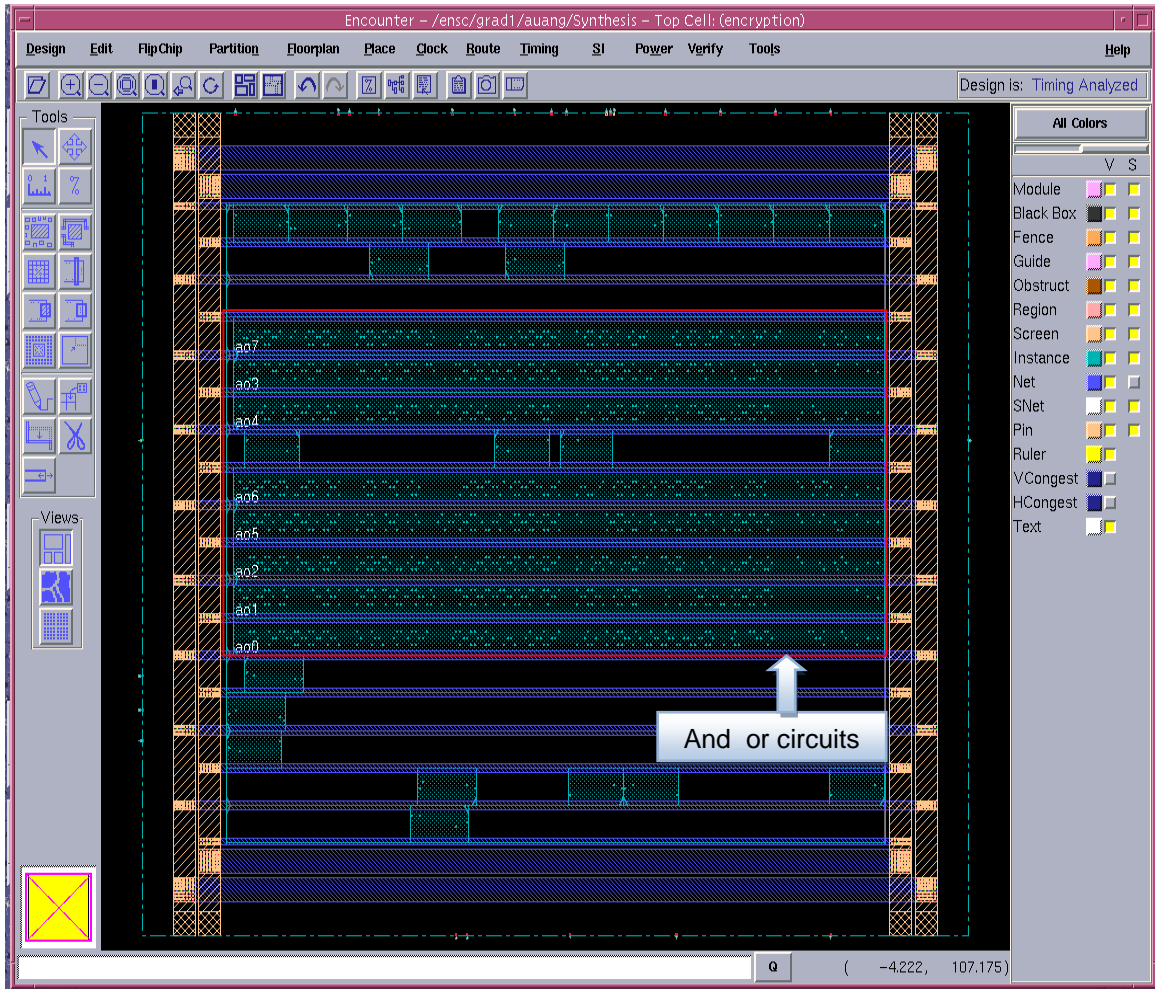 Encounter – /ensc/grad1/auang/Synthesis – Top Cell: (encryption)
Design Edit FlipChip Partition Floorplan Place Clock Route Timing SI Power Verify Tools Help
Design is: Timing Analyzed
Tools
0 1
%
Views
ao7
ao3
ao4
ao6
ao5
ao2
ao1
ao0
And or circuits
All Colors
V S
Module
Black Box
Fence
Guide
Obstruct
Region
Screen
Instance
Net
SNet
Pin
Ruler
VCongest
HCongest
Text
Q ( -4.222, 107.175)